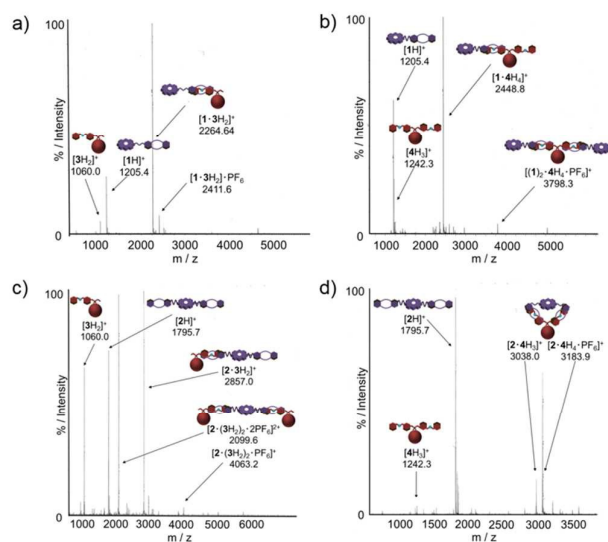 a)
100
% / Intensity
0
[1·3H₂]⁺
2264.64
[3H₂]⁺
1060.0
[1H]⁺
1205.4
[1·3H₂]·PF₆
2411.6
1000 2000 3000 4000 5000
m / z
b)
100
% / Intensity
0
[1H]⁺
1205.4
[1·4H₄]⁺
2448.8
[4H₃]⁺
1242.3
[(1)₂·4H₄·PF₆]⁺
3798.3
1000 2000 3000 4000 5000
m / z
c)
100
% / Intensity
0
[3H₂]⁺
1060.0
[2H]⁺
1795.7
[2·3H₂]⁺
2857.0
[2·(3H₂)₂·2PF₆]²⁺
2099.6
[2·(3H₂)₂·PF₆]⁺
4063.2
1000 2000 3000 4000 5000 6000
m / z
d)
100
% / Intensity
0
[2H]⁺
1795.7
[2·4H₃]⁺ [2·4H₄·PF₆]⁺
3038.0 3183.9
[4H₃]⁺
1242.3
1000 1500 2000 2500 3000 3500
m / z